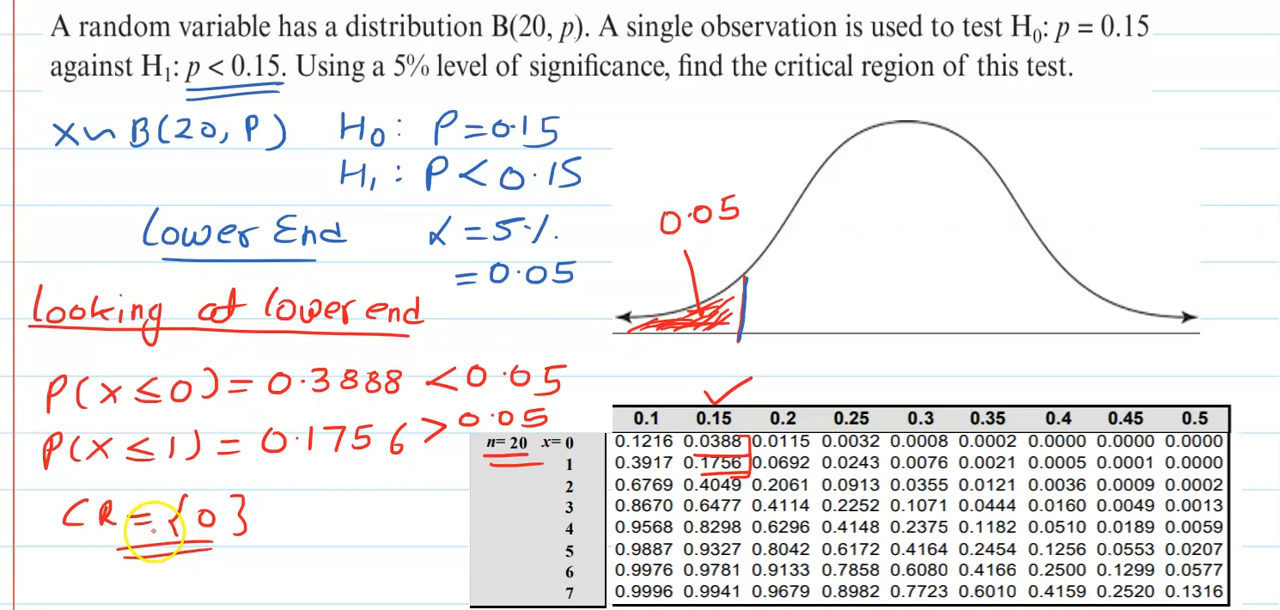 A random variable has a distribution B(20, p). A single observation is used to test H₀: p = 0.15
against H₁: p < 0.15. Using a 5% level of significance, find the critical region of this test.
X~B(20, P) H₀: P=0.15
H₁: P<0.15
Lower End α=5%
=0.05
0.05
Looking at lower end
P(X≤0)=0.3888 <0.05
P(X≤1)=0.1756 >0.05
CR={0}
0.1 0.15 0.2 0.25 0.3 0.35 0.4 0.45 0.5
n=20 x=0 0.1216 0.0388 0.0115 0.0032 0.0008 0.0002 0.0000 0.0000 0.0000
1 0.3917 0.1756 0.0692 0.0243 0.0076 0.0021 0.0005 0.0001 0.0000
2 0.6769 0.4049 0.2061 0.0913 0.0355 0.0121 0.0036 0.0009 0.0002
3 0.8670 0.6477 0.4114 0.2252 0.1071 0.0444 0.0160 0.0049 0.0013
4 0.9568 0.8298 0.6296 0.4148 0.2375 0.1182 0.0510 0.0189 0.0059
5 0.9887 0.9327 0.8042 0.6172 0.4164 0.2454 0.1256 0.0553 0.0207
6 0.9976 0.9781 0.9133 0.7858 0.6080 0.4166 0.2500 0.1299 0.0577
7 0.9996 0.9941 0.9679 0.8982 0.7723 0.6010 0.4159 0.2520 0.1316